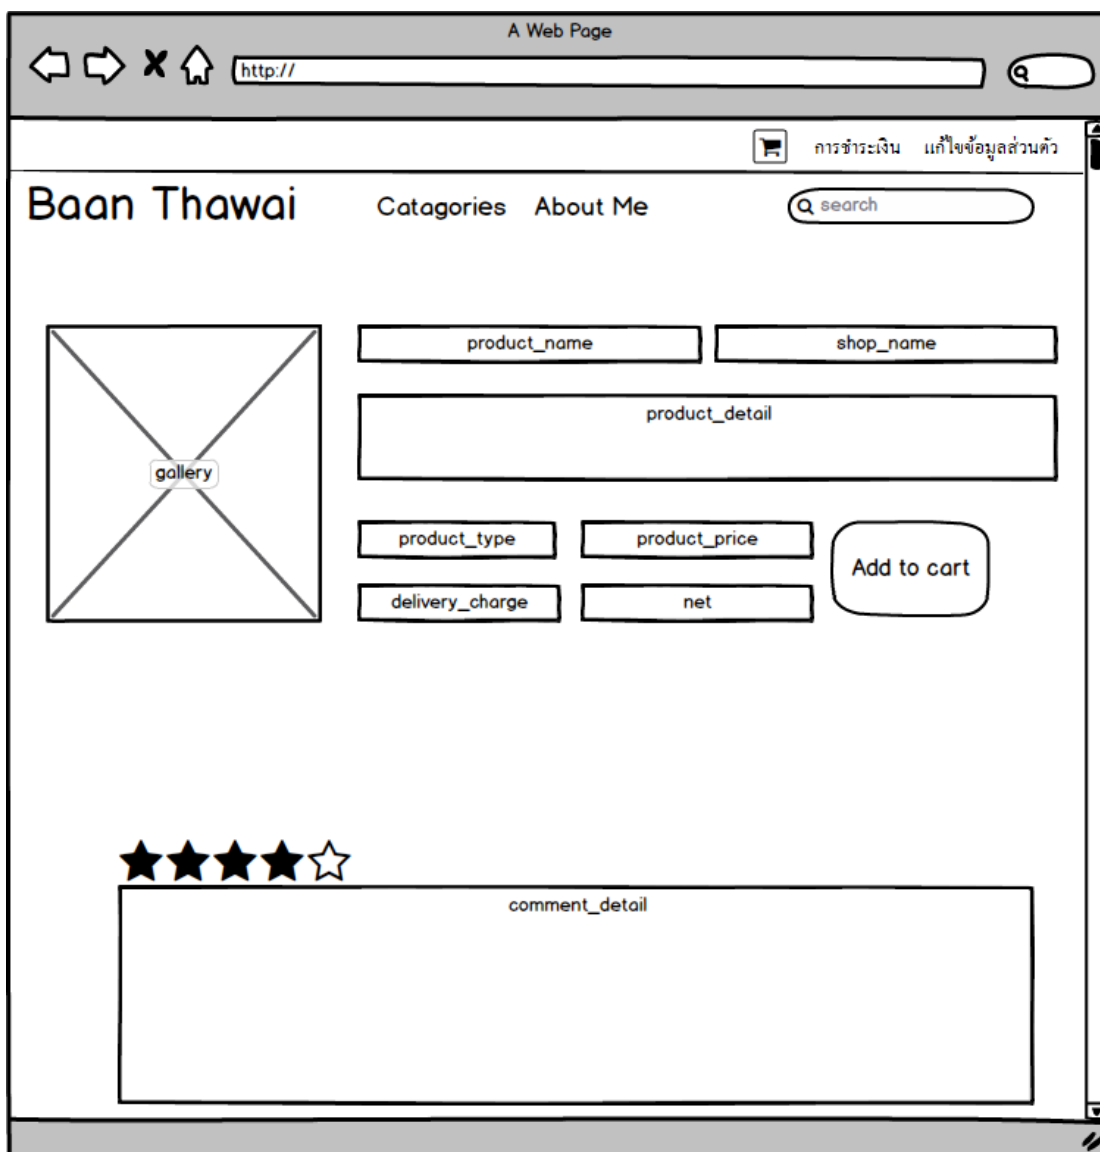 A Web Page
http://
การชำระเงิน แก้ไขข้อมูลส่วนตัว
Baan Thawai Catagories About Me search
product_name shop_name
product_detail
gallery
product_type product_price
Add to cart
delivery_charge net
comment_detail